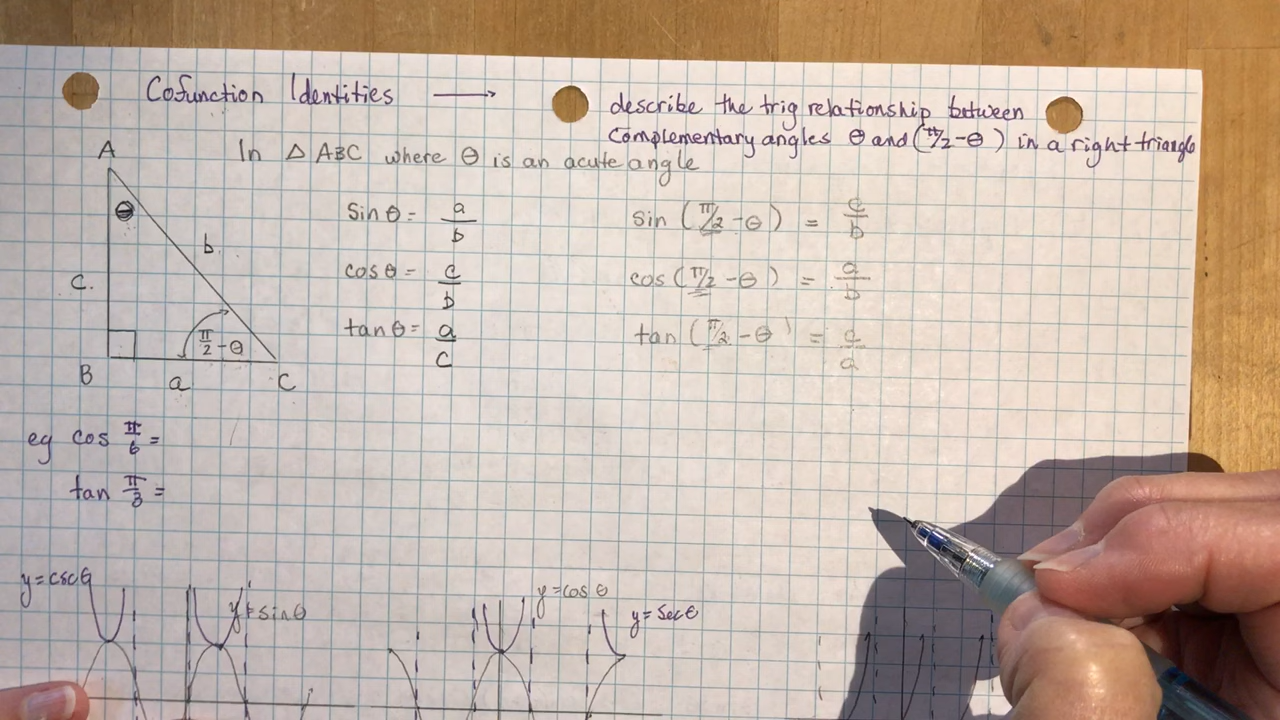 Cofunction Identities → describe the trig relationship between
complementary angles θ and (π/2 - θ) in a right triangle
In △ ABC where θ is an acute angle
A
θ
b.
C.
π/2 - θ
B a C
sin θ = a/b sin (π/2 - θ) = c/b
cos θ = c/b cos (π/2 - θ) = a/b
tan θ = a/c tan (π/2 - θ) = c/a
eg cos π/6 =
tan π/3 =
y = csc θ
y = sin θ
y = cos θ
y = sec θ